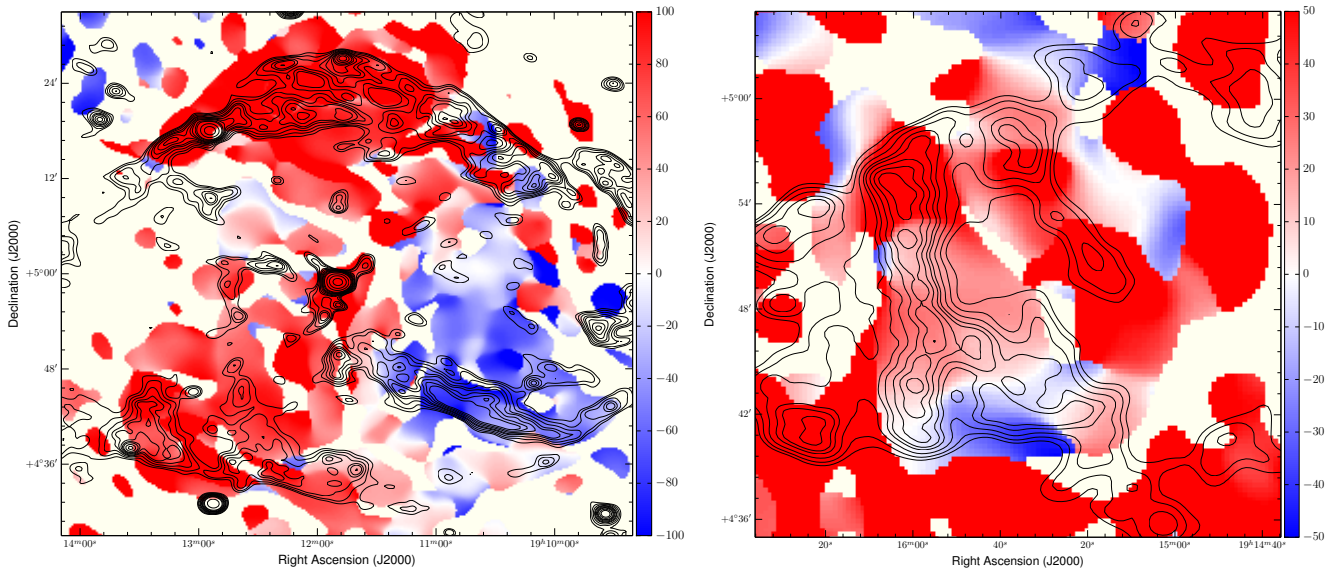 Declination (J2000)
24′
12′
+5°00′
48′
+4°36′
14ᵐ00ˢ
13ᵐ00ˢ
12ᵐ00ˢ
11ᵐ00ˢ
19ʰ10ᵐ00ˢ
Right Ascension (J2000)
100
80
60
40
20
0
−20
−40
−60
−80
−100
Declination (J2000)
+5°00′
54′
48′
42′
+4°36′
20ˢ
16ᵐ00ˢ
40ˢ
20ˢ
15ᵐ00ˢ
19ʰ14ᵐ40ˢ
Right Ascension (J2000)
50
40
30
20
10
0
−10
−20
−30
−40
−50